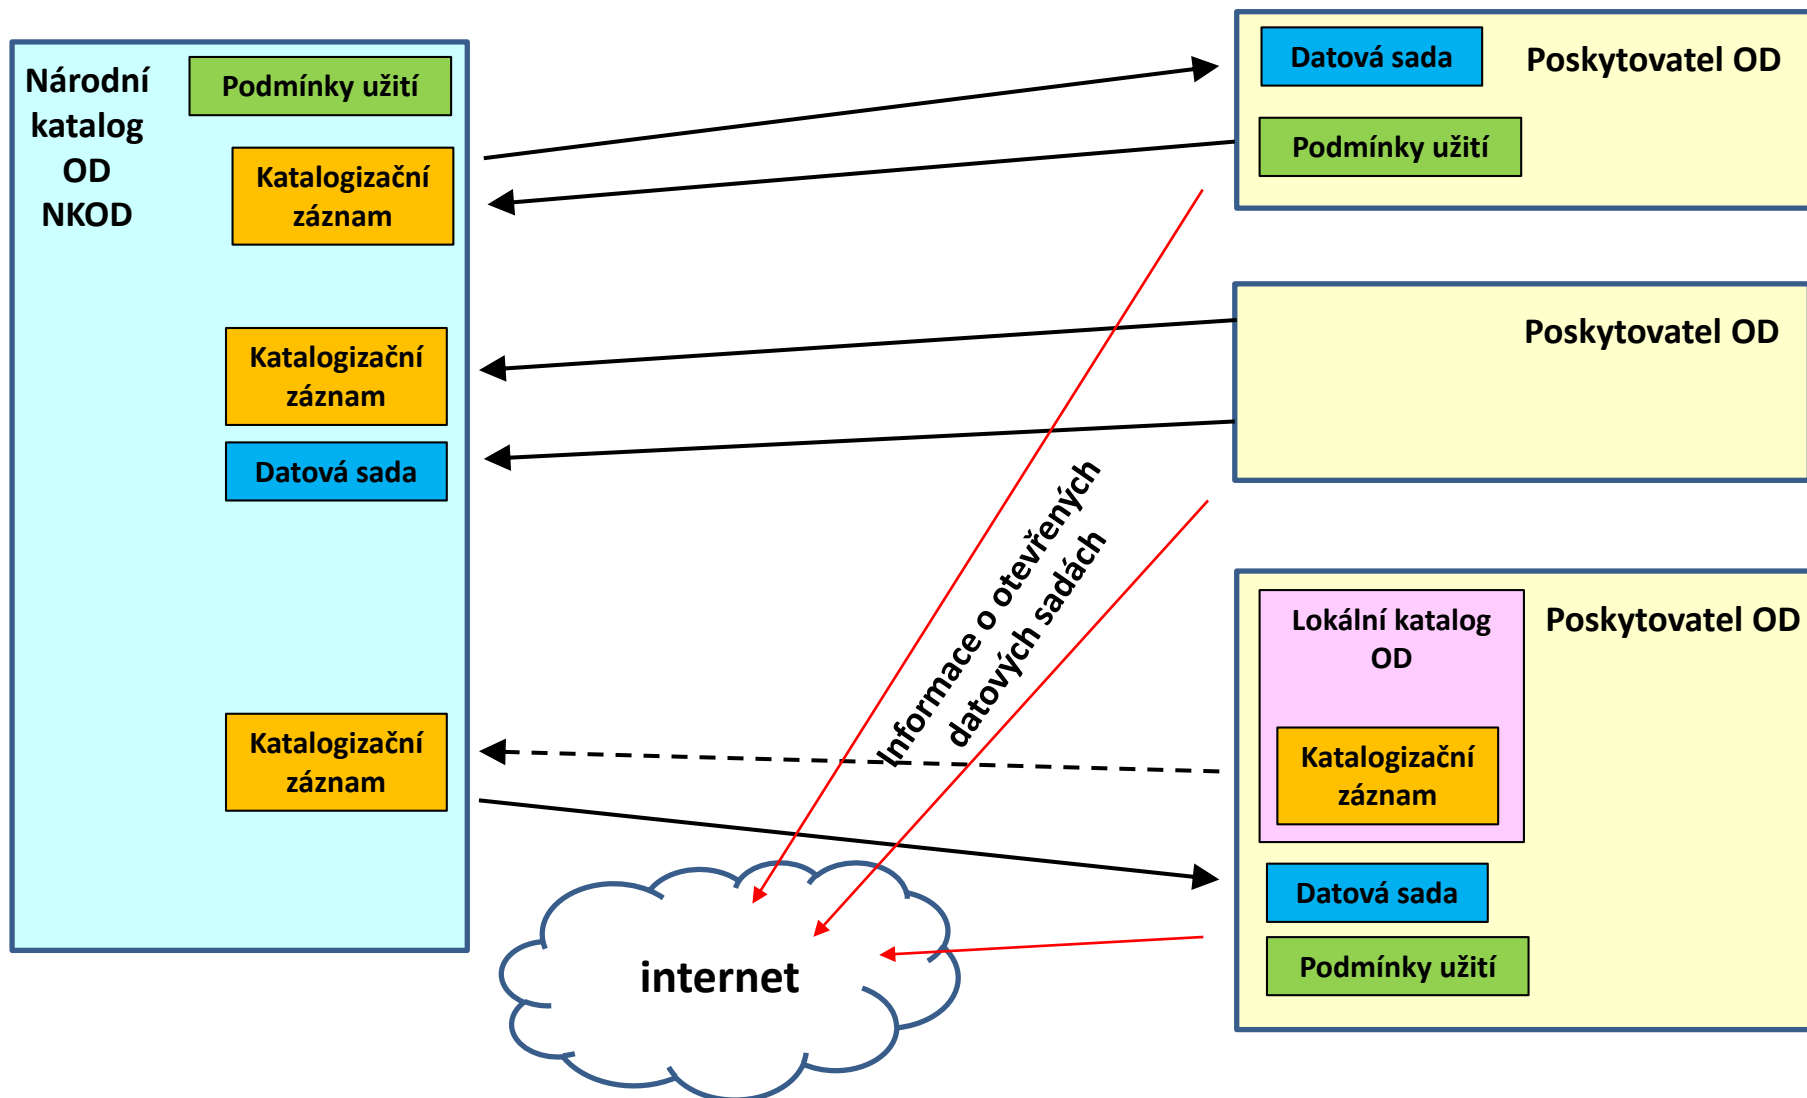 Národní
katalog
OD
NKOD
Podmínky užití
Katalogizační
záznam
Katalogizační
záznam
Datová sada
Katalogizační
záznam
Datová sada
Poskytovatel OD
Podmínky užití
Poskytovatel OD
Informace o otevřených
datových sadách
Lokální katalog
OD
Poskytovatel OD
Katalogizační
záznam
Datová sada
Podmínky užití
internet